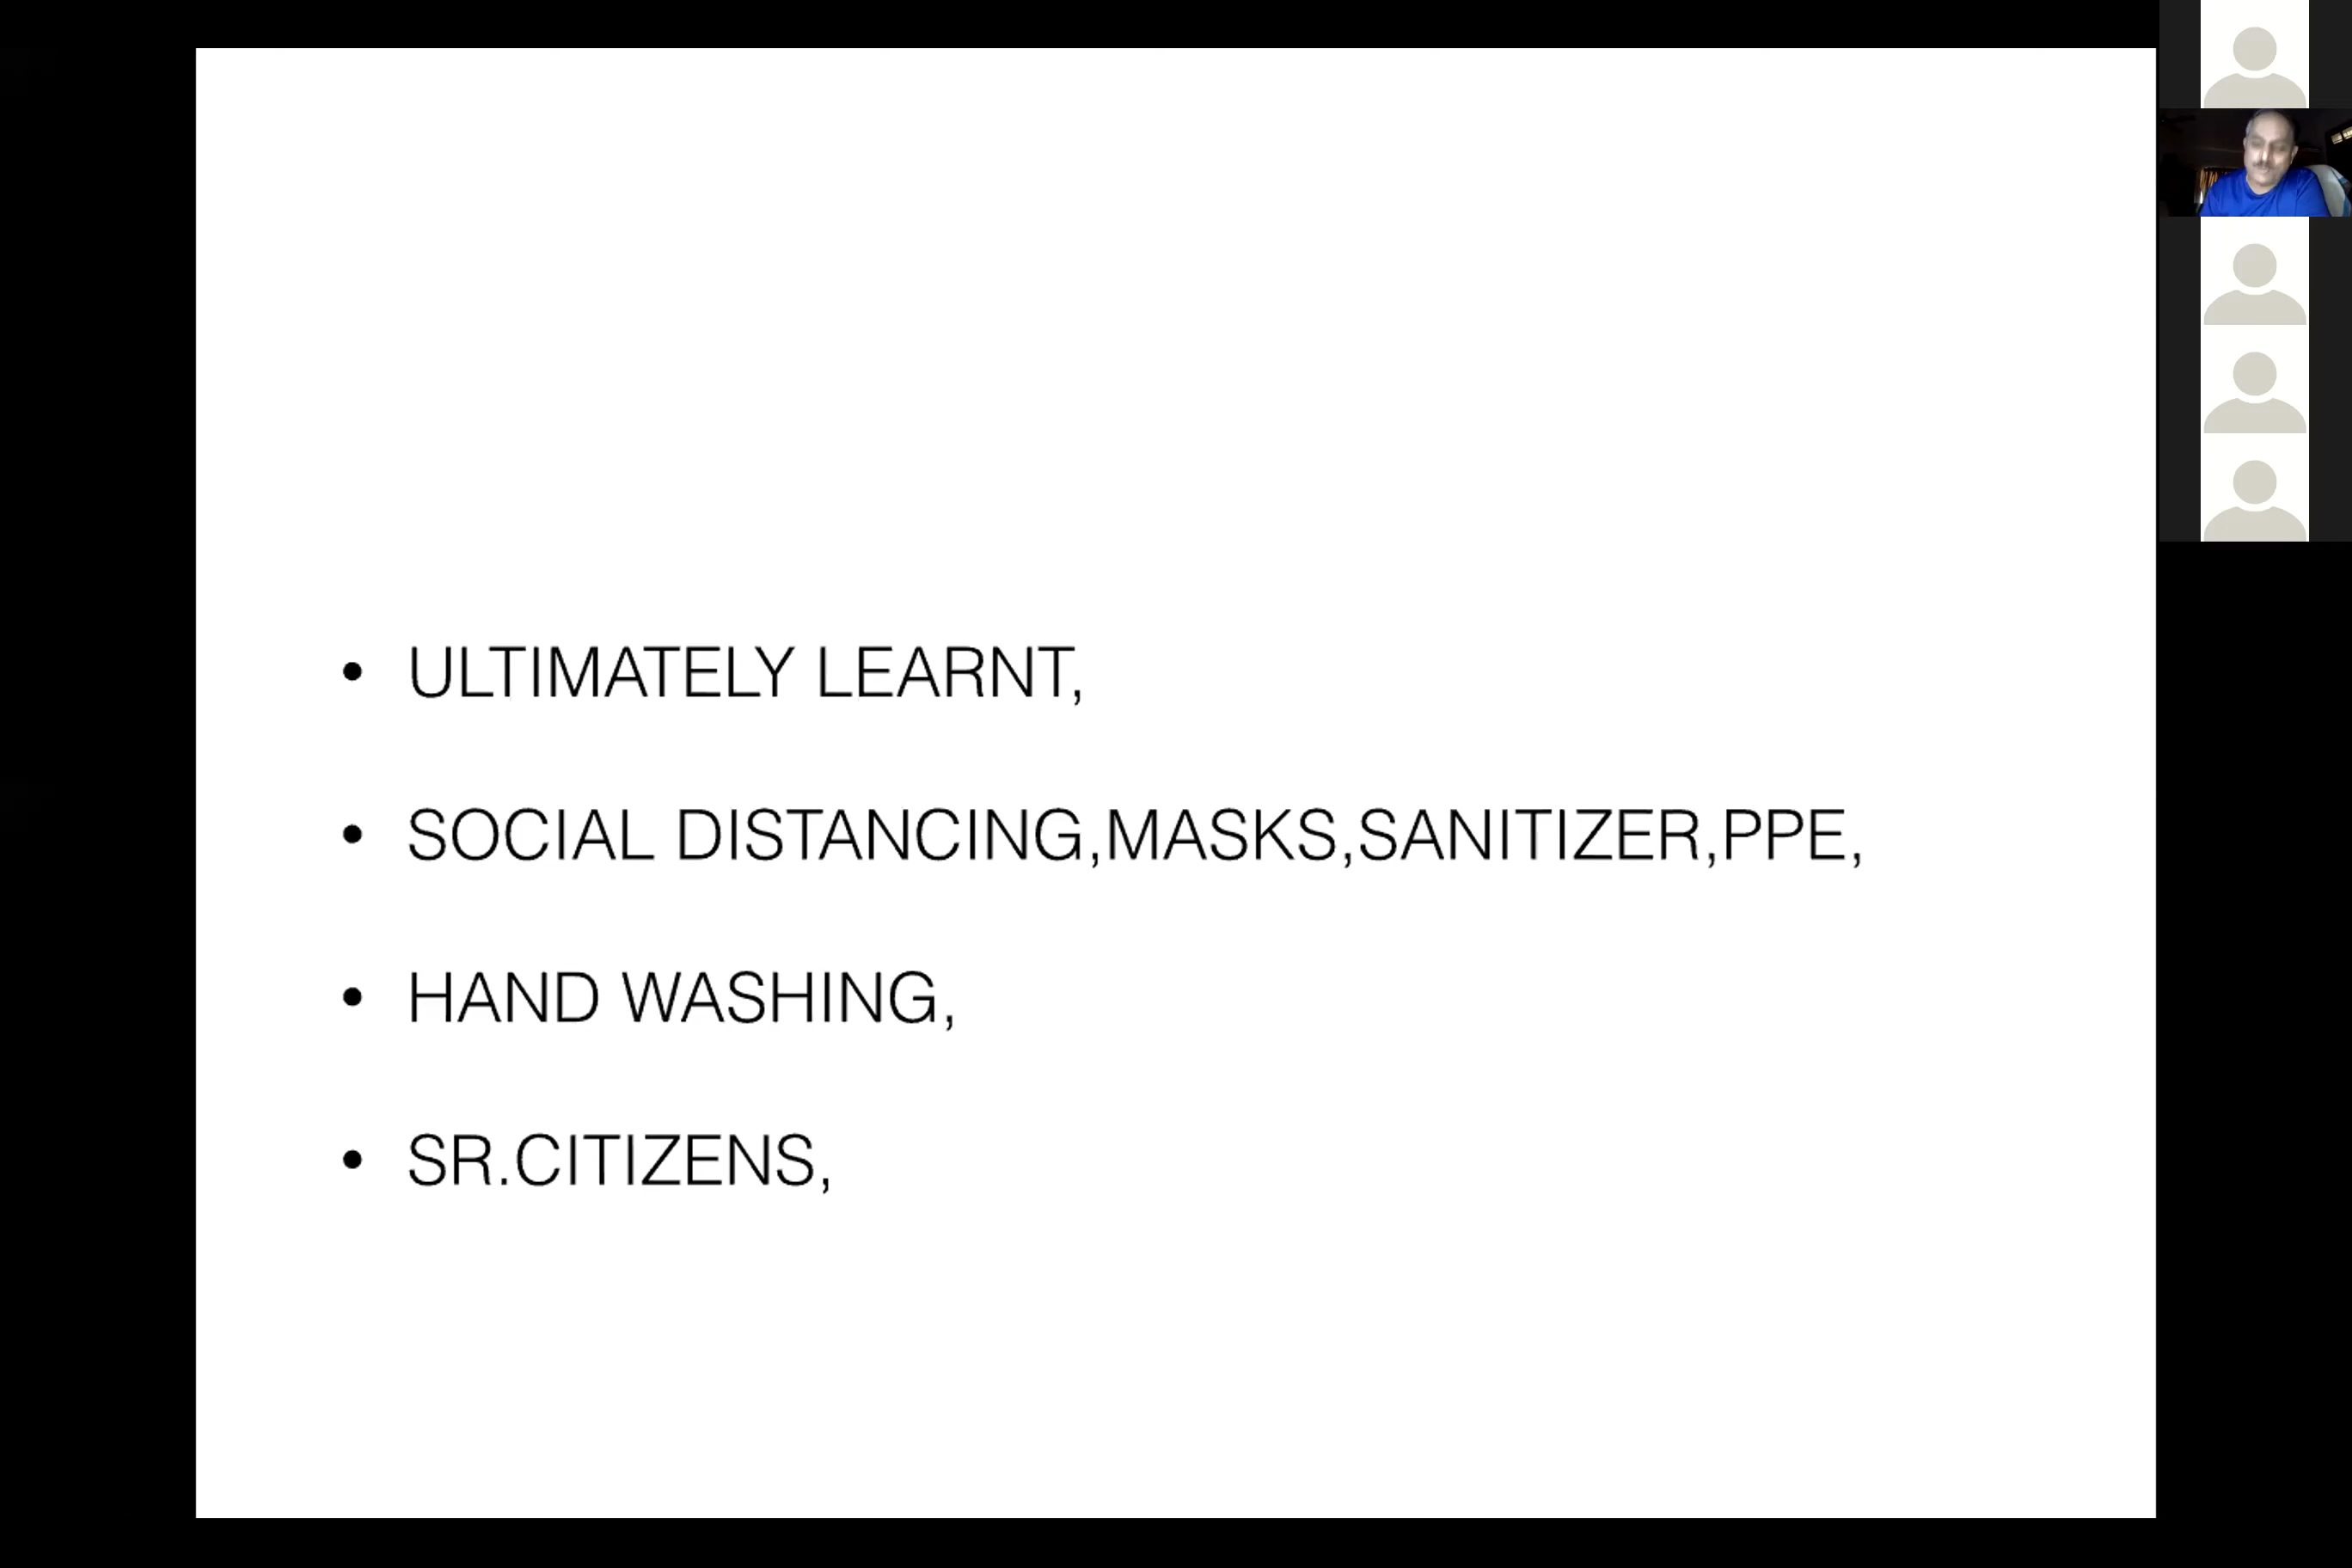 • ULTIMATELY LEARNT,
• SOCIAL DISTANCING,MASKS,SANITIZER,PPE,
• HAND WASHING,
• SR.CITIZENS,